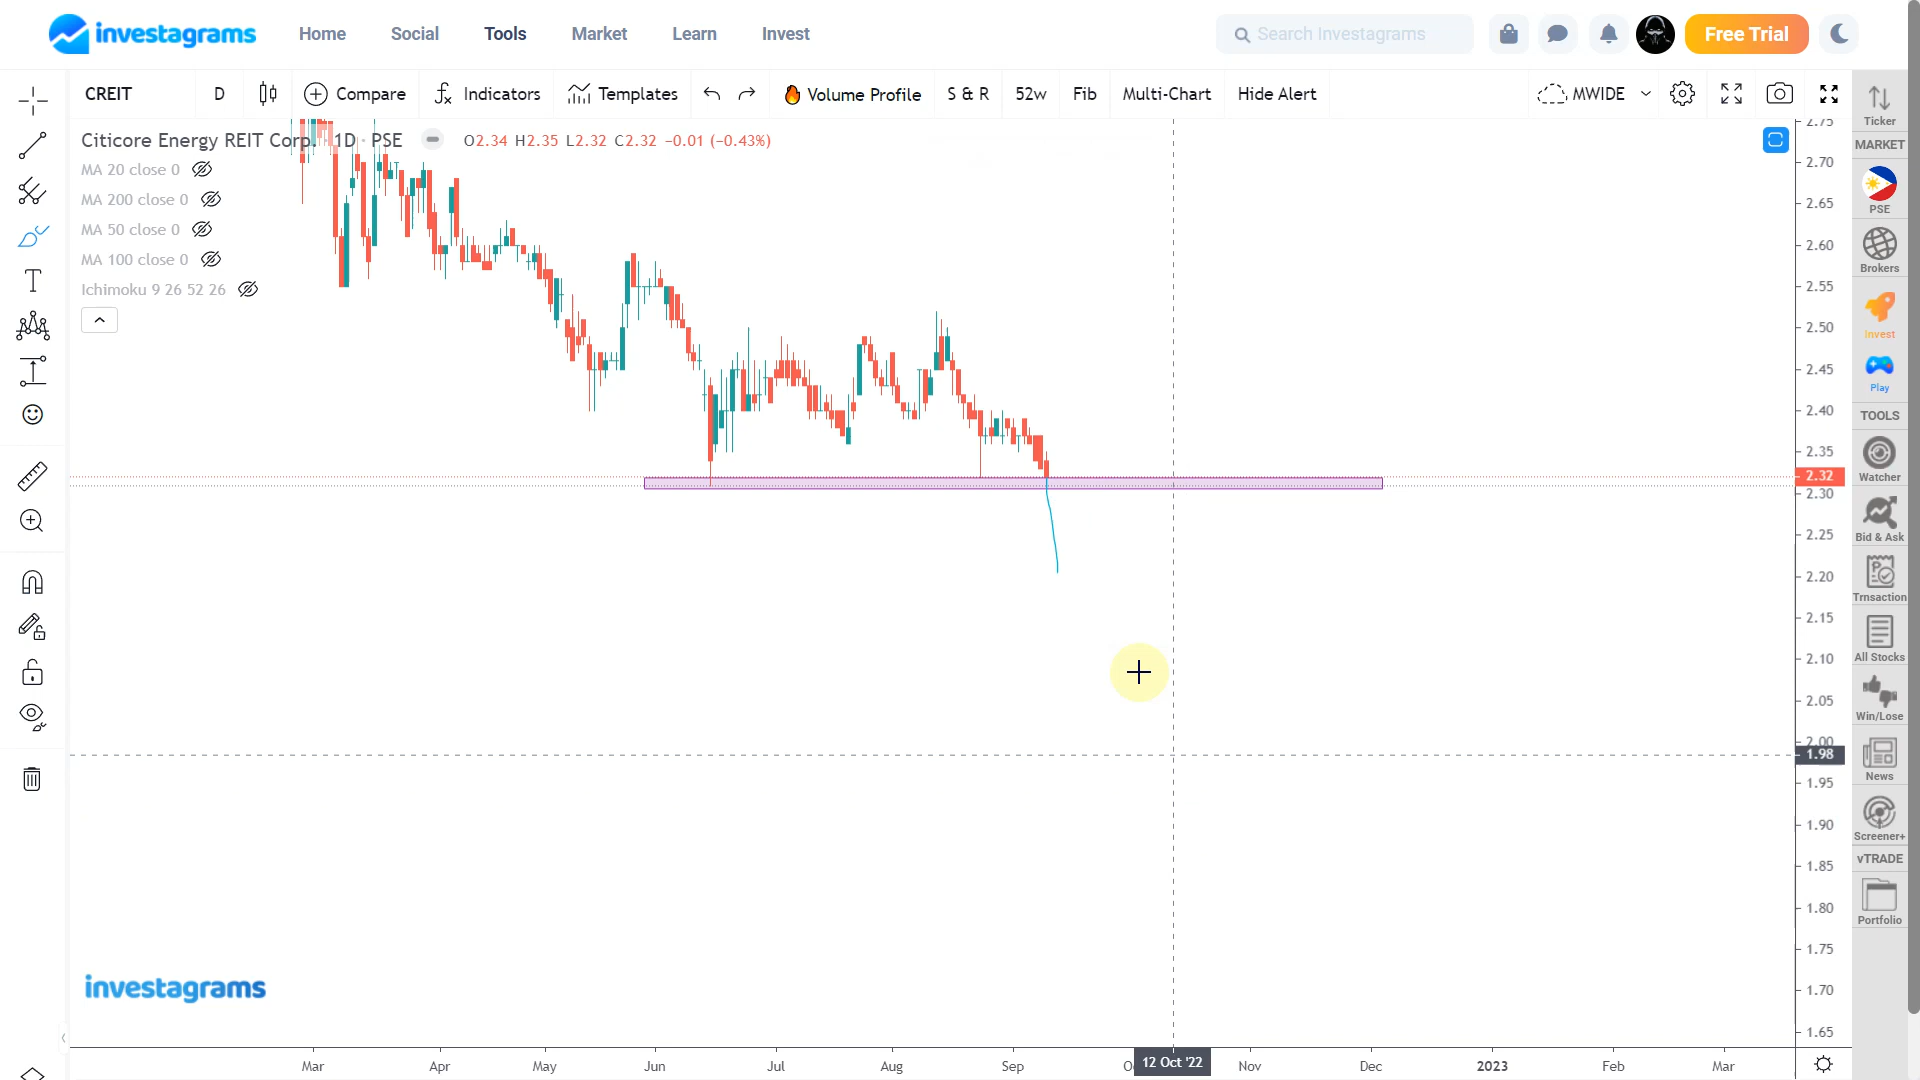 investagrams
Home
Social
Tools
Market
Learn
Invest
Search Investagrams
Free Trial
CREIT
D
Compare
Indicators
Templates
Volume Profile
S & R
52w
Fib
Multi-Chart
Hide Alert
MWIDE
Citicore Energy REIT Corp. · 1D · PSE
O2.34 H2.35 L2.32 C2.32 −0.01 (−0.43%)
MA 20 close 0
MA 200 close 0
MA 50 close 0
MA 100 close 0
Ichimoku 9 26 52 26
2.75
2.70
2.65
2.60
2.55
2.50
2.45
2.40
2.35
2.32
2.30
2.25
2.20
2.15
2.10
2.05
2.00
1.98
1.95
1.90
1.85
1.80
1.75
1.70
1.65
Ticker
MARKET
PSE
Brokers
Invest
Play
TOOLS
Watcher
Bid & Ask
Trnsaction
All Stocks
Win/Lose
News
Screener+
vTRADE
Portfolio
investagrams
Mar
Apr
May
Jun
Jul
Aug
Sep
12 Oct '22
Nov
Dec
2023
Feb
Mar